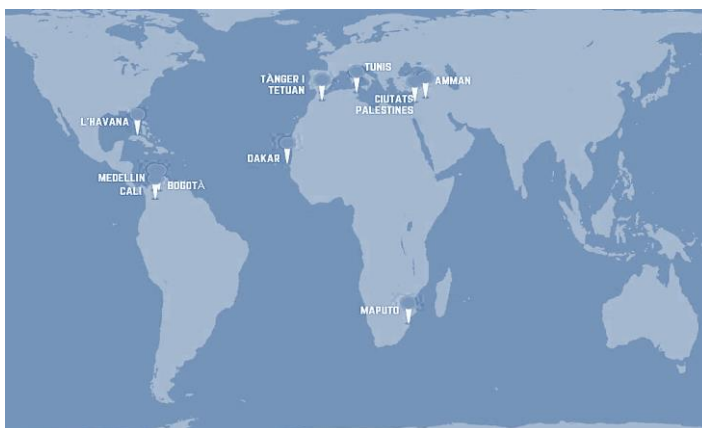 TUNIS
TÀNGER I
TETUAN
AMMAN
CIUTATS
PALESTINES
L'HAVANA
DAKAR
MEDELLIN
CALI
BOGOTÀ
MAPUTO